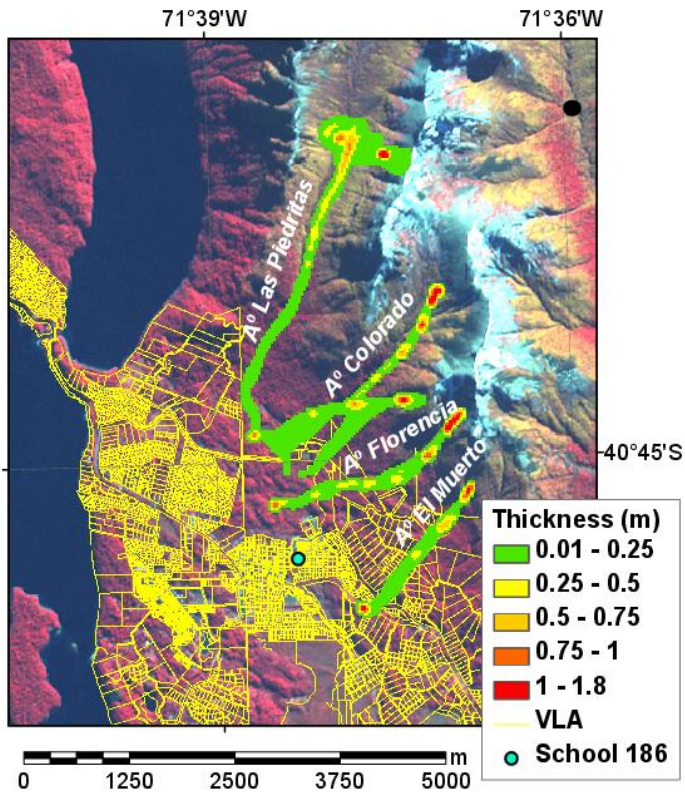 71°39'W
71°36'W
Aº Las Piedritas
Aº Colorado
Aº Florencia
Aº El Muerto
40°45'S
Thickness (m)
0.01 - 0.25
0.25 - 0.5
0.5 - 0.75
0.75 - 1
1 - 1.8
VLA
School 186
m
0
1250
2500
3750
5000